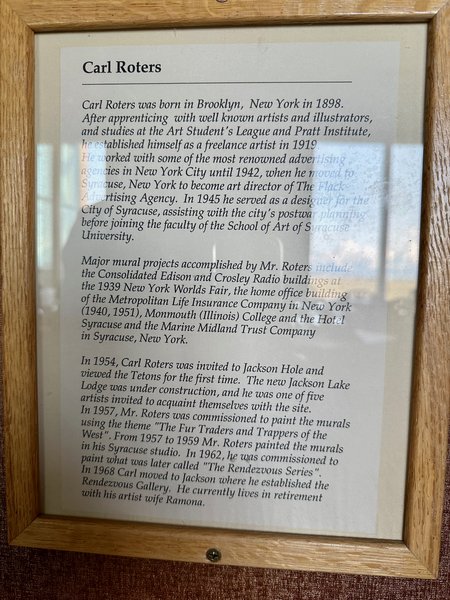 Carl Roters
Carl Roters was born in Brooklyn, New York in 1898.
After apprenticing with well known artists and illustrators,
and studies at the Art Student's League and Pratt Institute,
he established himself as a freelance artist in 1919.
He worked with some of the most renowned advertising
agencies in New York City until 1942, when he moved to
Syracuse, New York to become art director of The Flack
Advertising Agency. In 1945 he served as a designer for the
City of Syracuse, assisting with the city's postwar planning
before joining the faculty of the School of Art of Syracuse
University.
Major mural projects accomplished by Mr. Roters include
the Consolidated Edison and Crosley Radio buildings at
the 1939 New York Worlds Fair, the home office building
of the Metropolitan Life Insurance Company in New York
(1940, 1951), Monmouth (Illinois) College and the Hotel
Syracuse and the Marine Midland Trust Company
in Syracuse, New York.
In 1954, Carl Roters was invited to Jackson Hole and
viewed the Tetons for the first time. The new Jackson Lake
Lodge was under construction, and he was one of five
artists invited to acquaint themselves with the site.
In 1957, Mr. Roters was commissioned to paint the murals
using the theme "The Fur Traders and Trappers of the
West". From 1957 to 1959 Mr. Roters painted the murals
in his Syracuse studio. In 1962, he was commissioned to
paint what was later called "The Rendezvous Series".
In 1968 Carl moved to Jackson where he established the
Rendezvous Gallery. He currently lives in retirement
with his artist wife Ramona.